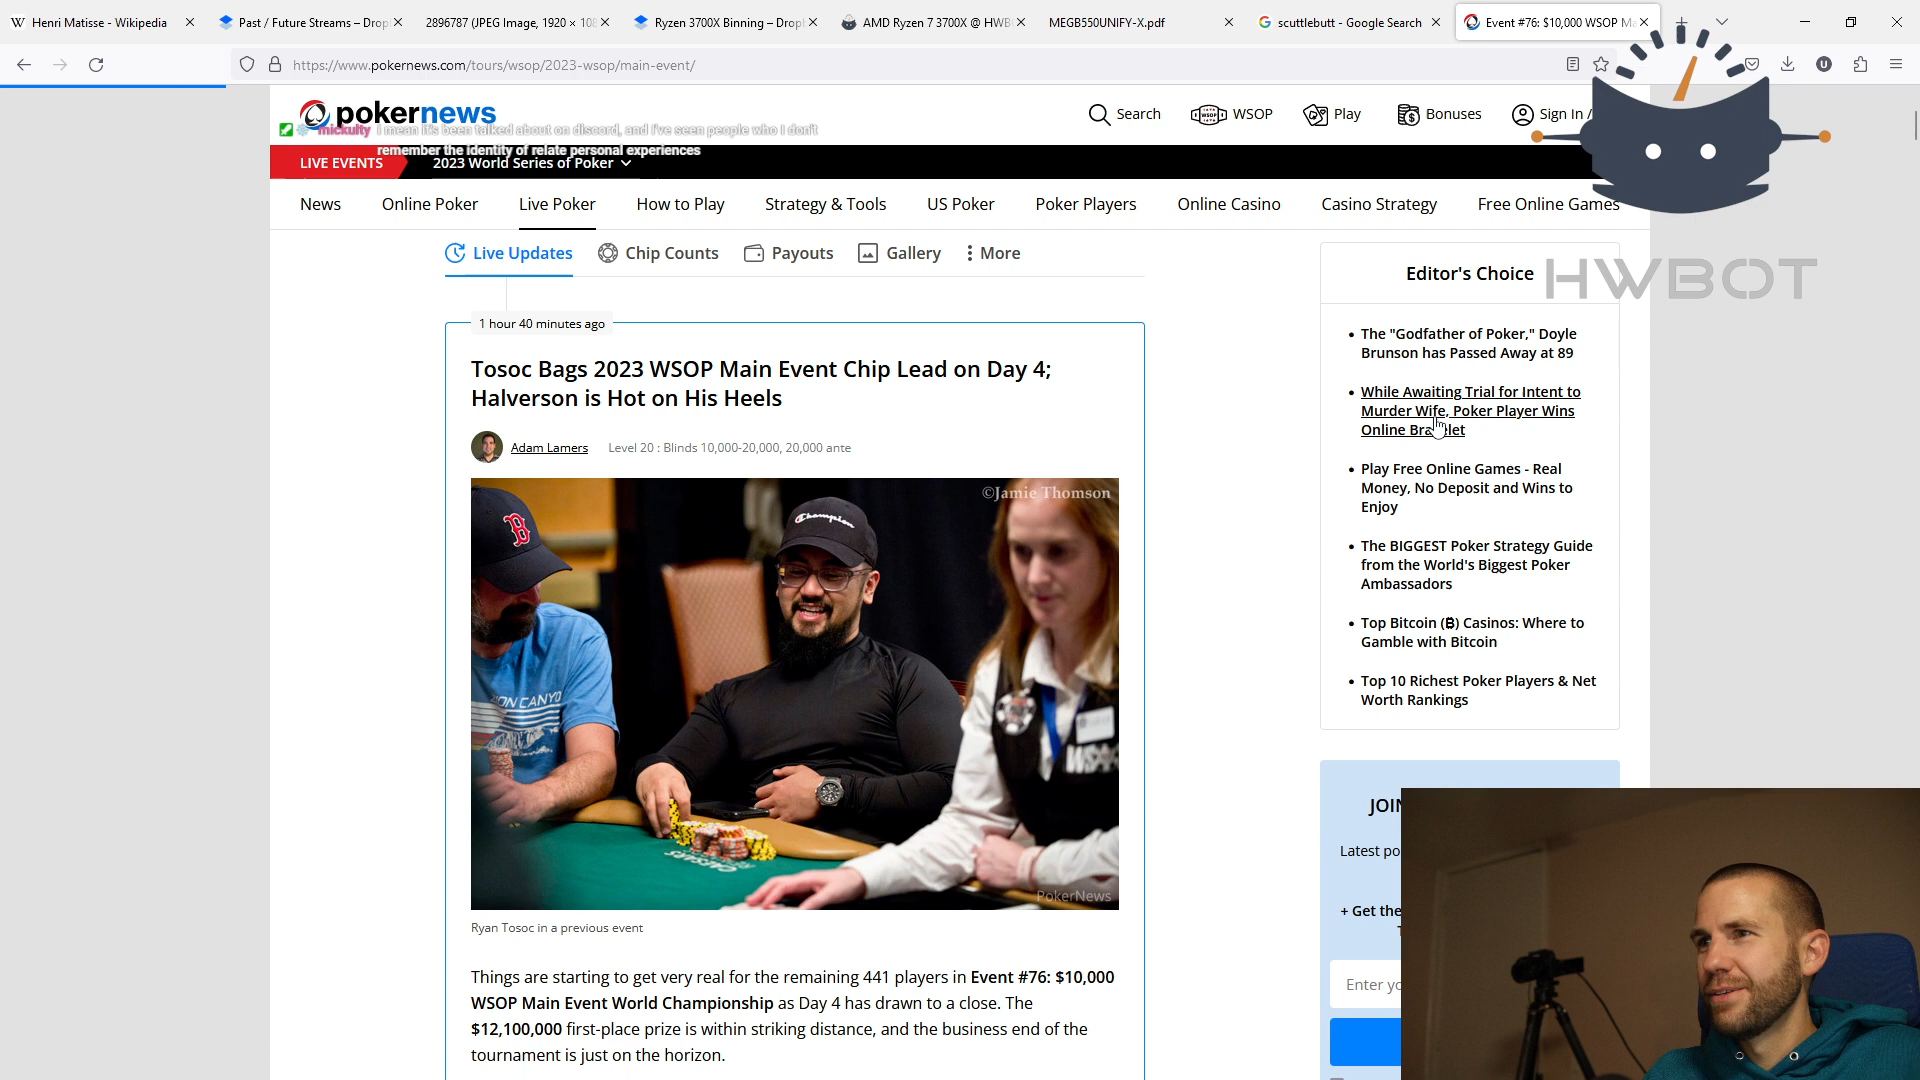 Henri Matisse - Wikipedia
Past / Future Streams – Drop
2896787 (JPEG Image, 1920 × 108
Ryzen 3700X Binning – Dropb
AMD Ryzen 7 3700X @ HWB
MEGB550UNIFY-X.pdf
scuttlebutt - Google Search
Event #76: $10,000 WSOP Ma
https://www.pokernews.com/tours/wsop/2023-wsop/main-event/
pokernews
Search
WSOP
Play
Bonuses
Sign In /
mickulty I mean it's been talked about on discord, and I've seen people who I don't
remember the identity of relate personal experiences
LIVE EVENTS
2023 World Series of Poker
News
Online Poker
Live Poker
How to Play
Strategy & Tools
US Poker
Poker Players
Online Casino
Casino Strategy
Free Online Games
Live Updates
Chip Counts
Payouts
Gallery
More
HWBOT
1 hour 40 minutes ago
Tosoc Bags 2023 WSOP Main Event Chip Lead on Day 4;
Halverson is Hot on His Heels
Adam Lamers
Level 20 : Blinds 10,000-20,000, 20,000 ante
©Jamie Thomson
B
Champion
CAESARS
PokerNews
Ryan Tosoc in a previous event
Things are starting to get very real for the remaining 441 players in Event #76: $10,000
WSOP Main Event World Championship as Day 4 has drawn to a close. The
$12,100,000 first-place prize is within striking distance, and the business end of the
tournament is just on the horizon.
Editor's Choice
The "Godfather of Poker," Doyle
Brunson has Passed Away at 89
While Awaiting Trial for Intent to
Murder Wife, Poker Player Wins
Online Bracelet
Play Free Online Games - Real
Money, No Deposit and Wins to
Enjoy
The BIGGEST Poker Strategy Guide
from the World's Biggest Poker
Ambassadors
Top Bitcoin (₿) Casinos: Where to
Gamble with Bitcoin
Top 10 Richest Poker Players & Net
Worth Rankings
JOIN
Latest po
+ Get the
Enter yo